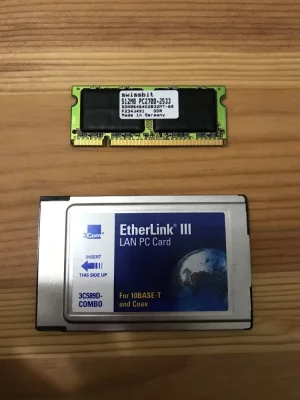 swissbit
512MB PC2700-2533
DDR
Made in Germany
3Com
EtherLink III
LAN PC Card
INSERT
THIS SIDE UP
3C589D-
COMBO
For 10BASE-T
and Coax